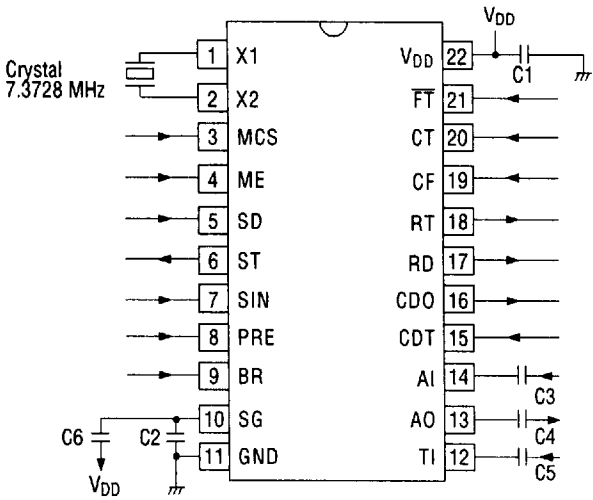 VDD
1 X1 VDD 22
C1
Crystal
7.3728 MHz
2 X2 F̅T̅ 21
3 MCS CT 20
4 ME CF 19
5 SD RT 18
6 ST RD 17
7 SIN CDO 16
8 PRE CDT 15
9 BR AI 14
C3
10 SG AO 13
C6 C2 C4
11 GND TI 12
C5
VDD